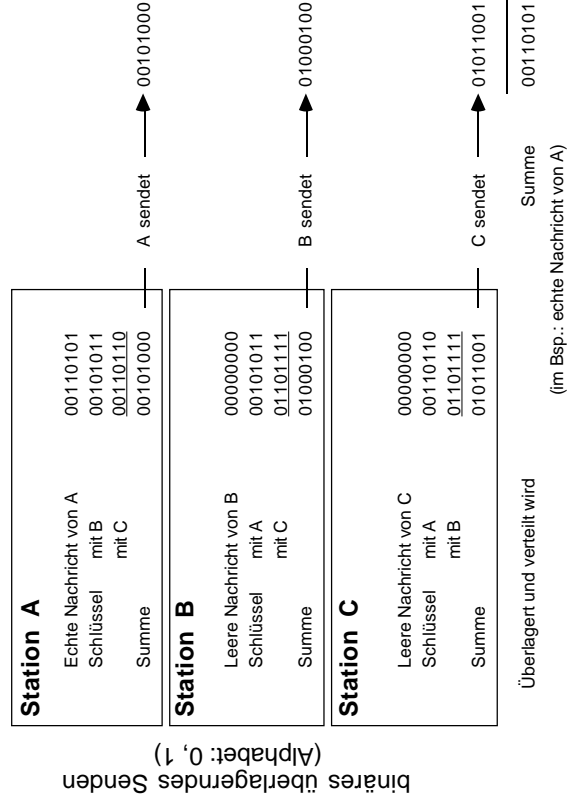 binäres überlagerndes Senden
(Alphabet: 0, 1)
Station A
Echte Nachricht von A 00110101
Schlüssel mit B 00101011
mit C 00110110
Summe 00101000 A sendet 00101000
Station B
Leere Nachricht von B 00000000
Schlüssel mit A 00101011
mit C 01101111
Summe 01000100 B sendet 01000100
Station C
Leere Nachricht von C 00000000
Schlüssel mit A 00110110
mit B 01101111
Summe 01011001 C sendet 01011001
Überlagert und verteilt wird Summe 00110101
(im Bsp.: echte Nachricht von A)